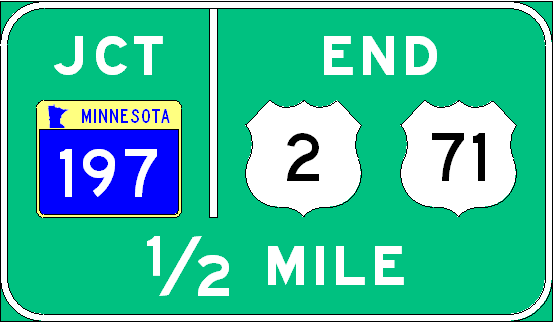 JCT END
MINNESOTA
197 2 71
1/2 MILE